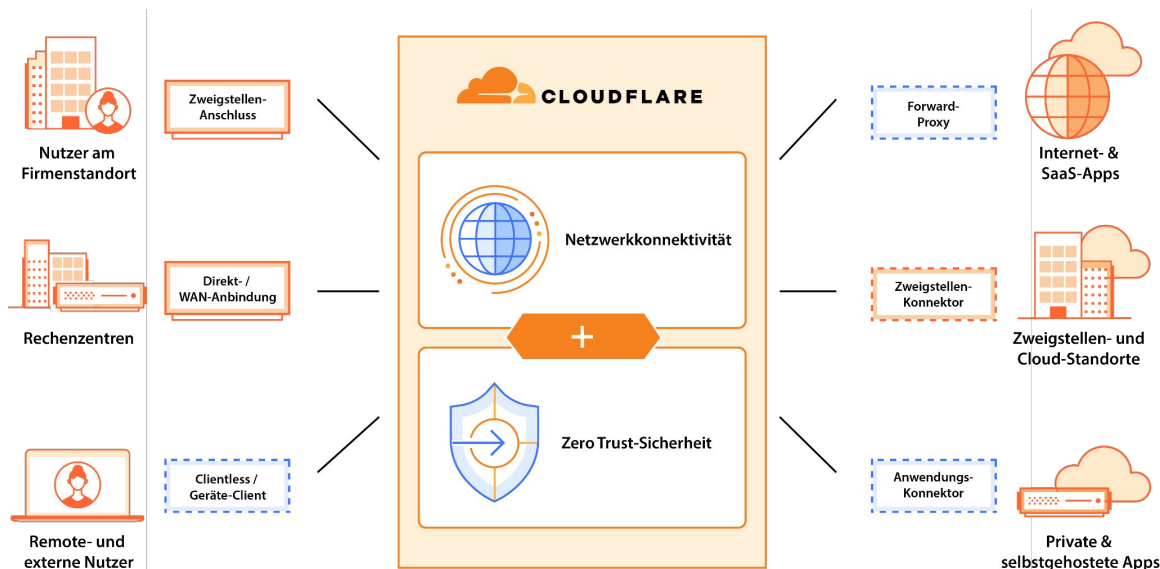 CLOUDFLARE
Zweigstellen-
Anschluss
Nutzer am
Firmenstandort
Direkt- /
WAN-Anbindung
Rechenzentren
Clientless /
Geräte-Client
Remote- und
externe Nutzer
Netzwerkkonnektivität
+
Zero Trust-Sicherheit
Forward-
Proxy
Internet- &
SaaS-Apps
Zweigstellen-
Konnektor
Zweigstellen- und
Cloud-Standorte
Anwendungs-
Konnektor
Private &
selbstgehostete Apps